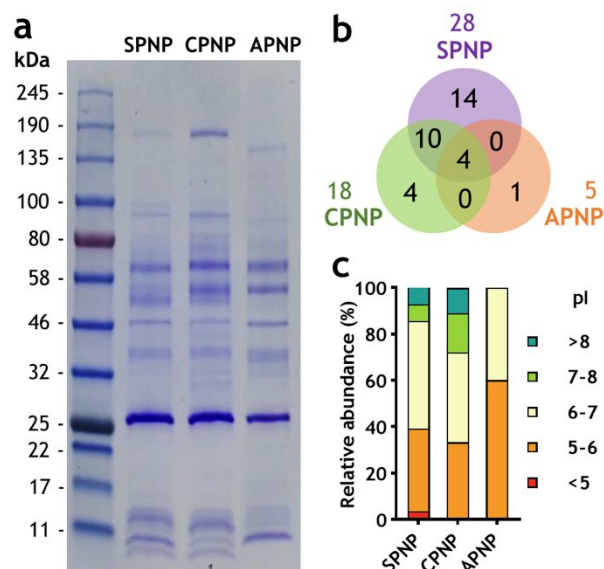 a
kDa
SPNP CPNP APNP
245 -
190 -
135 -
100 -
80 -
58 -
46 -
32 -
25 -
22 -
17 -
11 -
b
28
SPNP
14
10
0
4
18
CPNP
4
0
1
5
APNP
c
Relative abundance (%)
100
80
60
40
20
0
SPNP
CPNP
APNP
pI
>8
7-8
6-7
5-6
<5